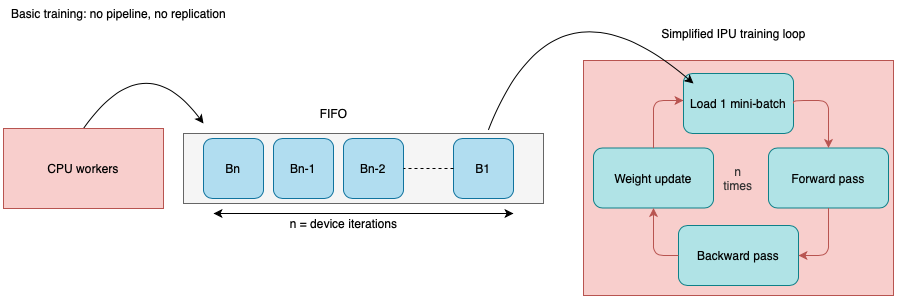 Basic training: no pipeline, no replication
Simplified IPU training loop
FIFO
CPU workers
Bn
Bn-1
Bn-2
B1
n = device iterations
Load 1 mini-batch
Weight update
n
times
Forward pass
Backward pass